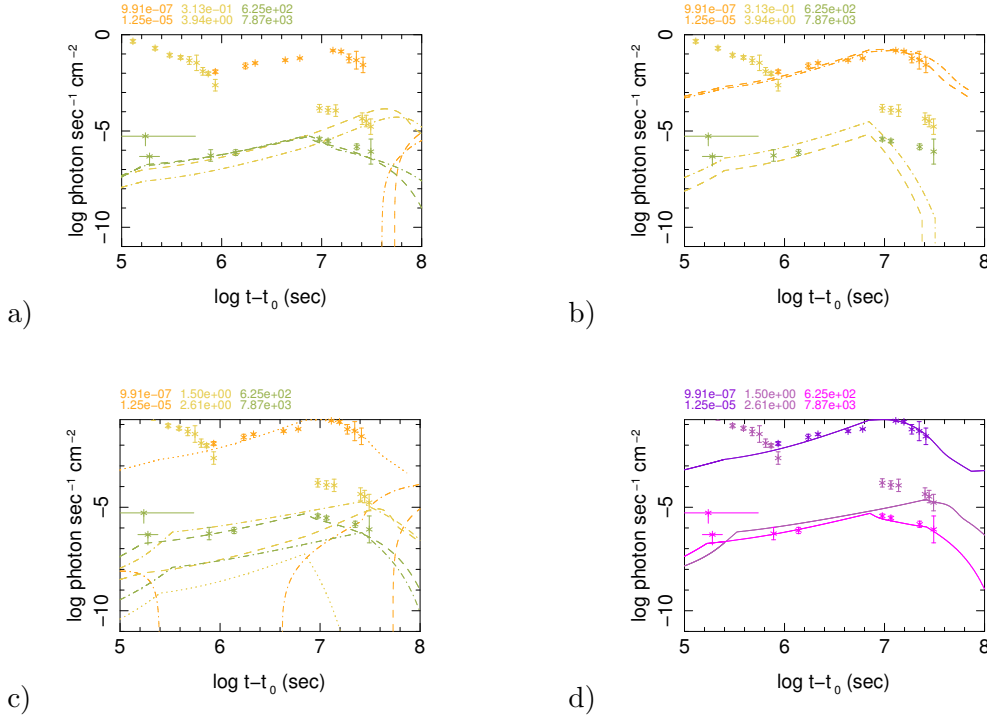 9.91e-07 3.13e-01 6.25e+02
1.25e-05 3.94e+00 7.87e+03
log photon sec−1 cm−2
0
−5
−10
5 6 7 8
log t−t0 (sec)
a)
9.91e-07 3.13e-01 6.25e+02
1.25e-05 3.94e+00 7.87e+03
log photon sec−1 cm−2
0
−5
−10
5 6 7 8
log t−t0 (sec)
b)
9.91e-07 1.50e+00 6.25e+02
1.25e-05 2.61e+00 7.87e+03
log photon sec−1 cm−2
−5
−10
5 6 7 8
log t−t0 (sec)
c)
9.91e-07 1.50e+00 6.25e+02
1.25e-05 2.61e+00 7.87e+03
log photon sec−1 cm−2
−5
−10
5 6 7 8
log t−t0 (sec)
d)